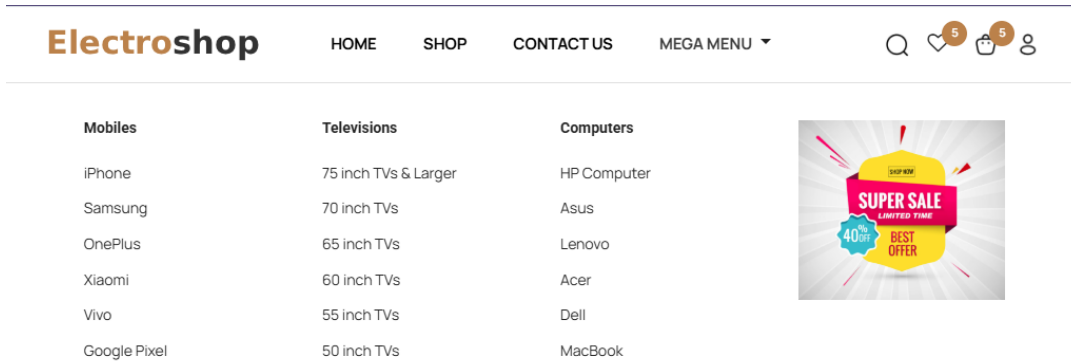 Electroshop HOME SHOP CONTACT US MEGA MENU 5 5
Mobiles
iPhone
Samsung
OnePlus
Xiaomi
Vivo
Google Pixel
Televisions
75 inch TVs & Larger
70 inch TVs
65 inch TVs
60 inch TVs
55 inch TVs
50 inch TVs
Computers
HP Computer
Asus
Lenovo
Acer
Dell
MacBook
SHOP NOW
SUPER SALE
LIMITED TIME
40% OFF
BEST
OFFER